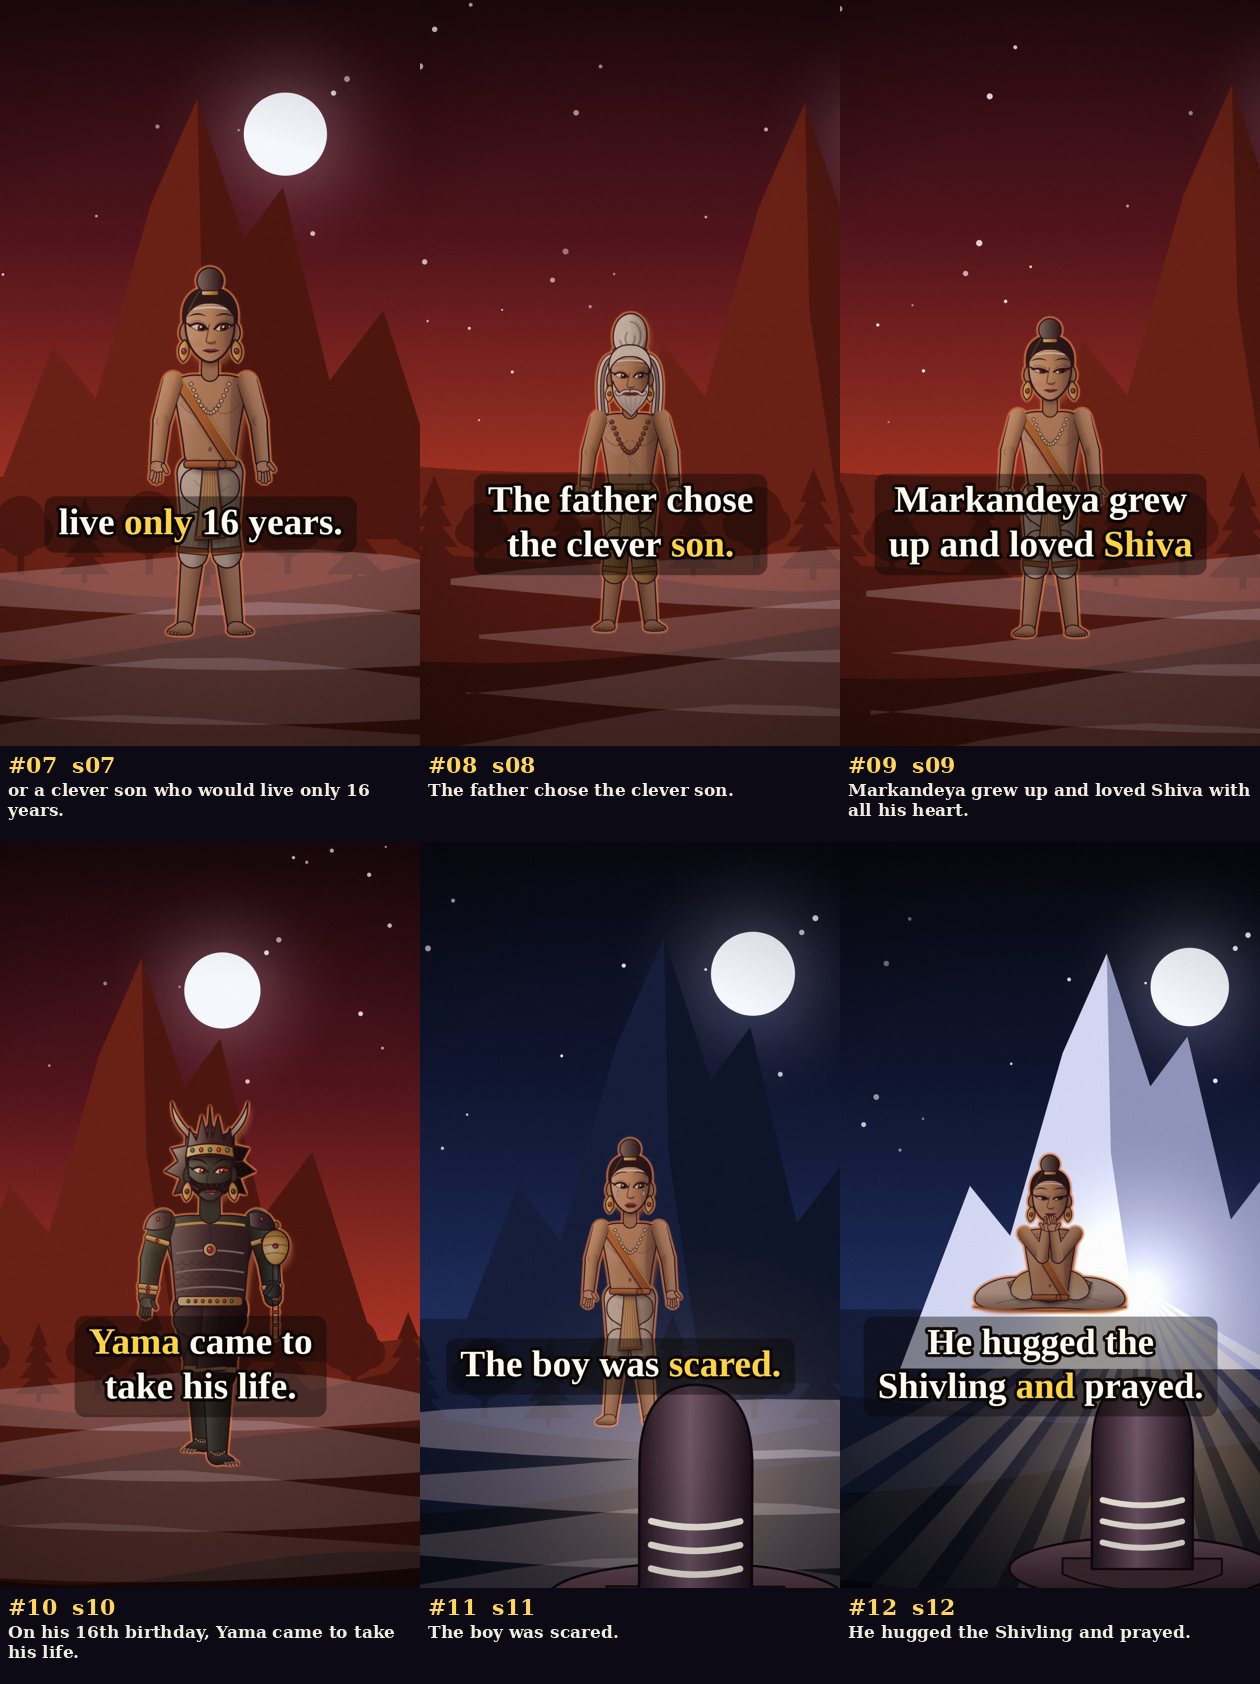 live only 16 years.
#07 s07
or a clever son who would live only 16
years.
The father chose
the clever son.
#08 s08
The father chose the clever son.
Markandeya grew
up and loved Shiva
#09 s09
Markandeya grew up and loved Shiva with
all his heart.
Yama came to
take his life.
#10 s10
On his 16th birthday, Yama came to take
his life.
The boy was scared.
#11 s11
The boy was scared.
He hugged the
Shivling and prayed.
#12 s12
He hugged the Shivling and prayed.